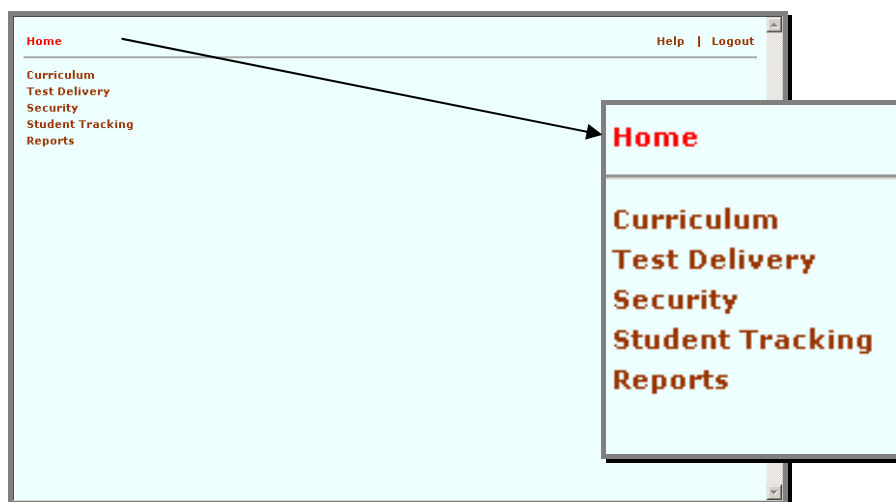 Home Help | Logout
Curriculum
Test Delivery
Security
Student Tracking
Reports
Home
Curriculum
Test Delivery
Security
Student Tracking
Reports